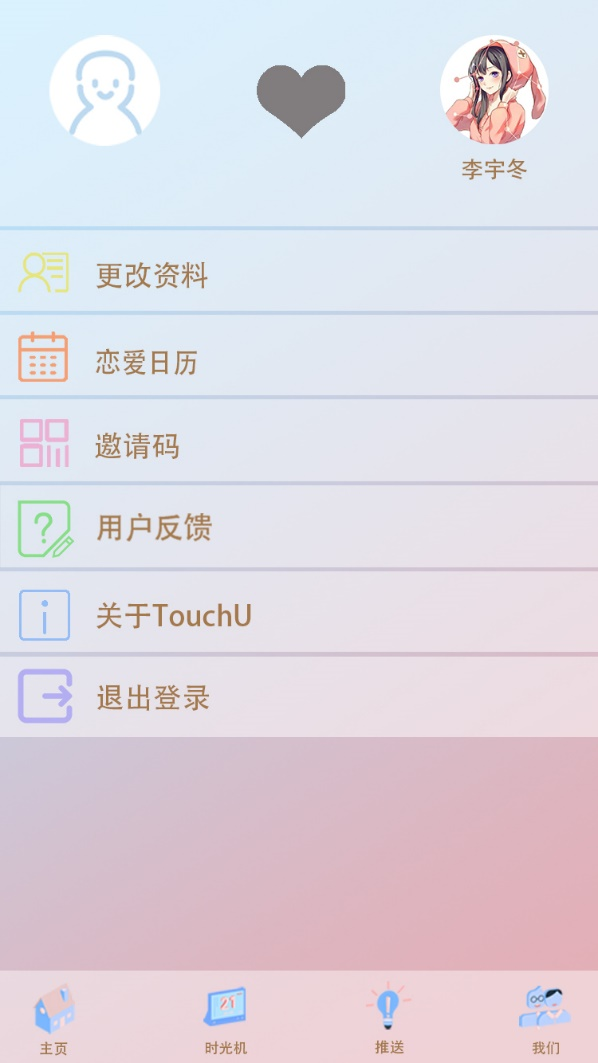 李宇冬
更改资料
恋爱日历
邀请码
用户反馈
关于TouchU
退出登录
21
主页
时光机
推送
我们